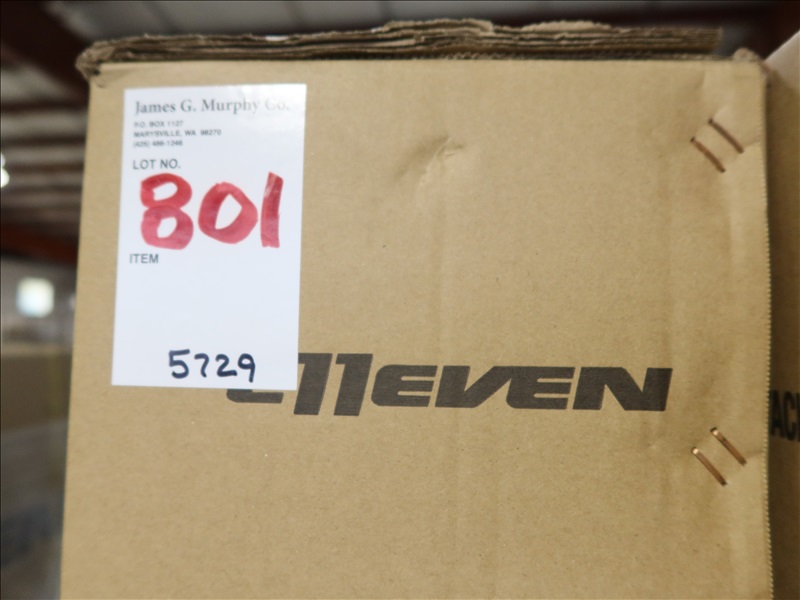 James G. Murphy Co.
P.O. BOX 1127
MARYSVILLE, WA 98270
(425) 486-1246
LOT NO.
801
ITEM
5729
e11EVEN